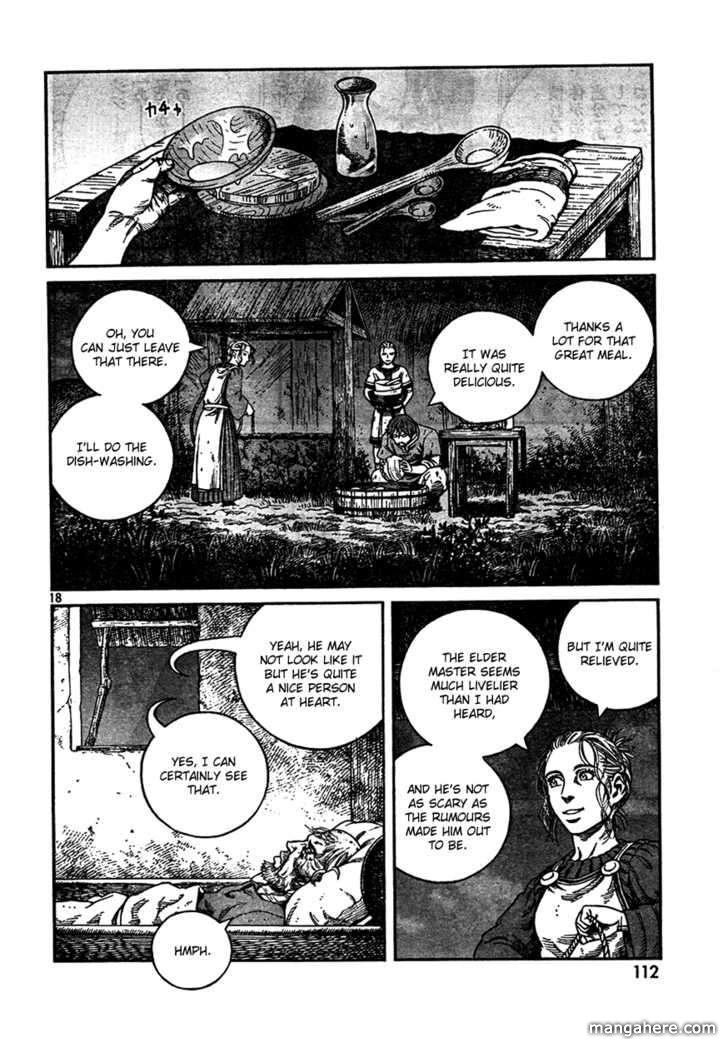 THANKS A
LOT FOR THAT
GREAT MEAL.
IT WAS
REALLY QUITE
DELICIOUS.
OH, YOU
CAN JUST LEAVE
THAT THERE.
I'LL DO THE
DISH-WASHING.
18
BUT I'M QUITE
RELIEVED.
THE ELDER
MASTER SEEMS
MUCH LIVELIER
THAN I HAD
HEARD,
AND HE'S NOT
AS SCARY AS
THE RUMOURS
MADE HIM OUT
TO BE.
YEAH, HE MAY
NOT LOOK LIKE IT
BUT HE'S QUITE
A NICE PERSON
AT HEART.
YES, I CAN
CERTAINLY SEE
THAT.
HMPH.
112
www.mangahere.com